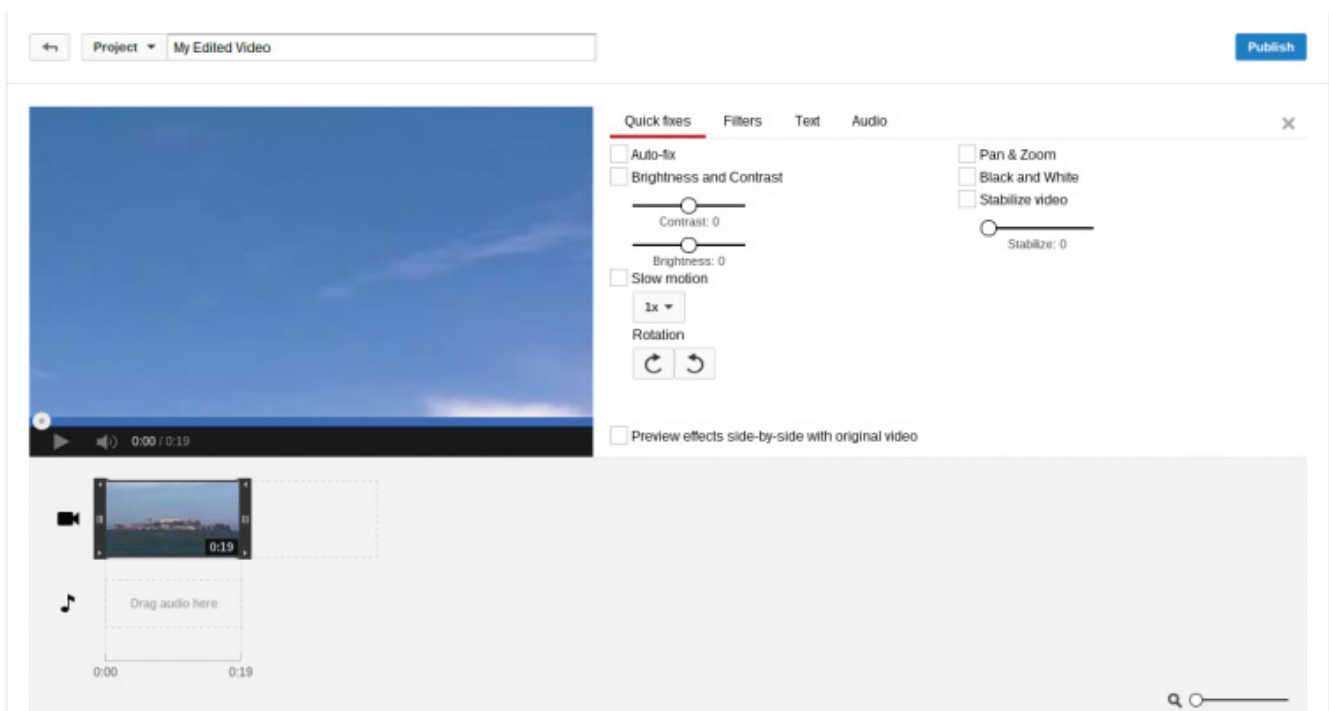 Project My Edited Video Publish
Quick fixes Filters Text Audio
Auto-fix
Brightness and Contrast
Contrast: 0
Brightness: 0
Slow motion
1x
Rotation
Pan & Zoom
Black and White
Stabilize video
Stabilize: 0
Preview effects side-by-side with original video
0:00 / 0:19
0:19
Drag audio here
0:00 0:19